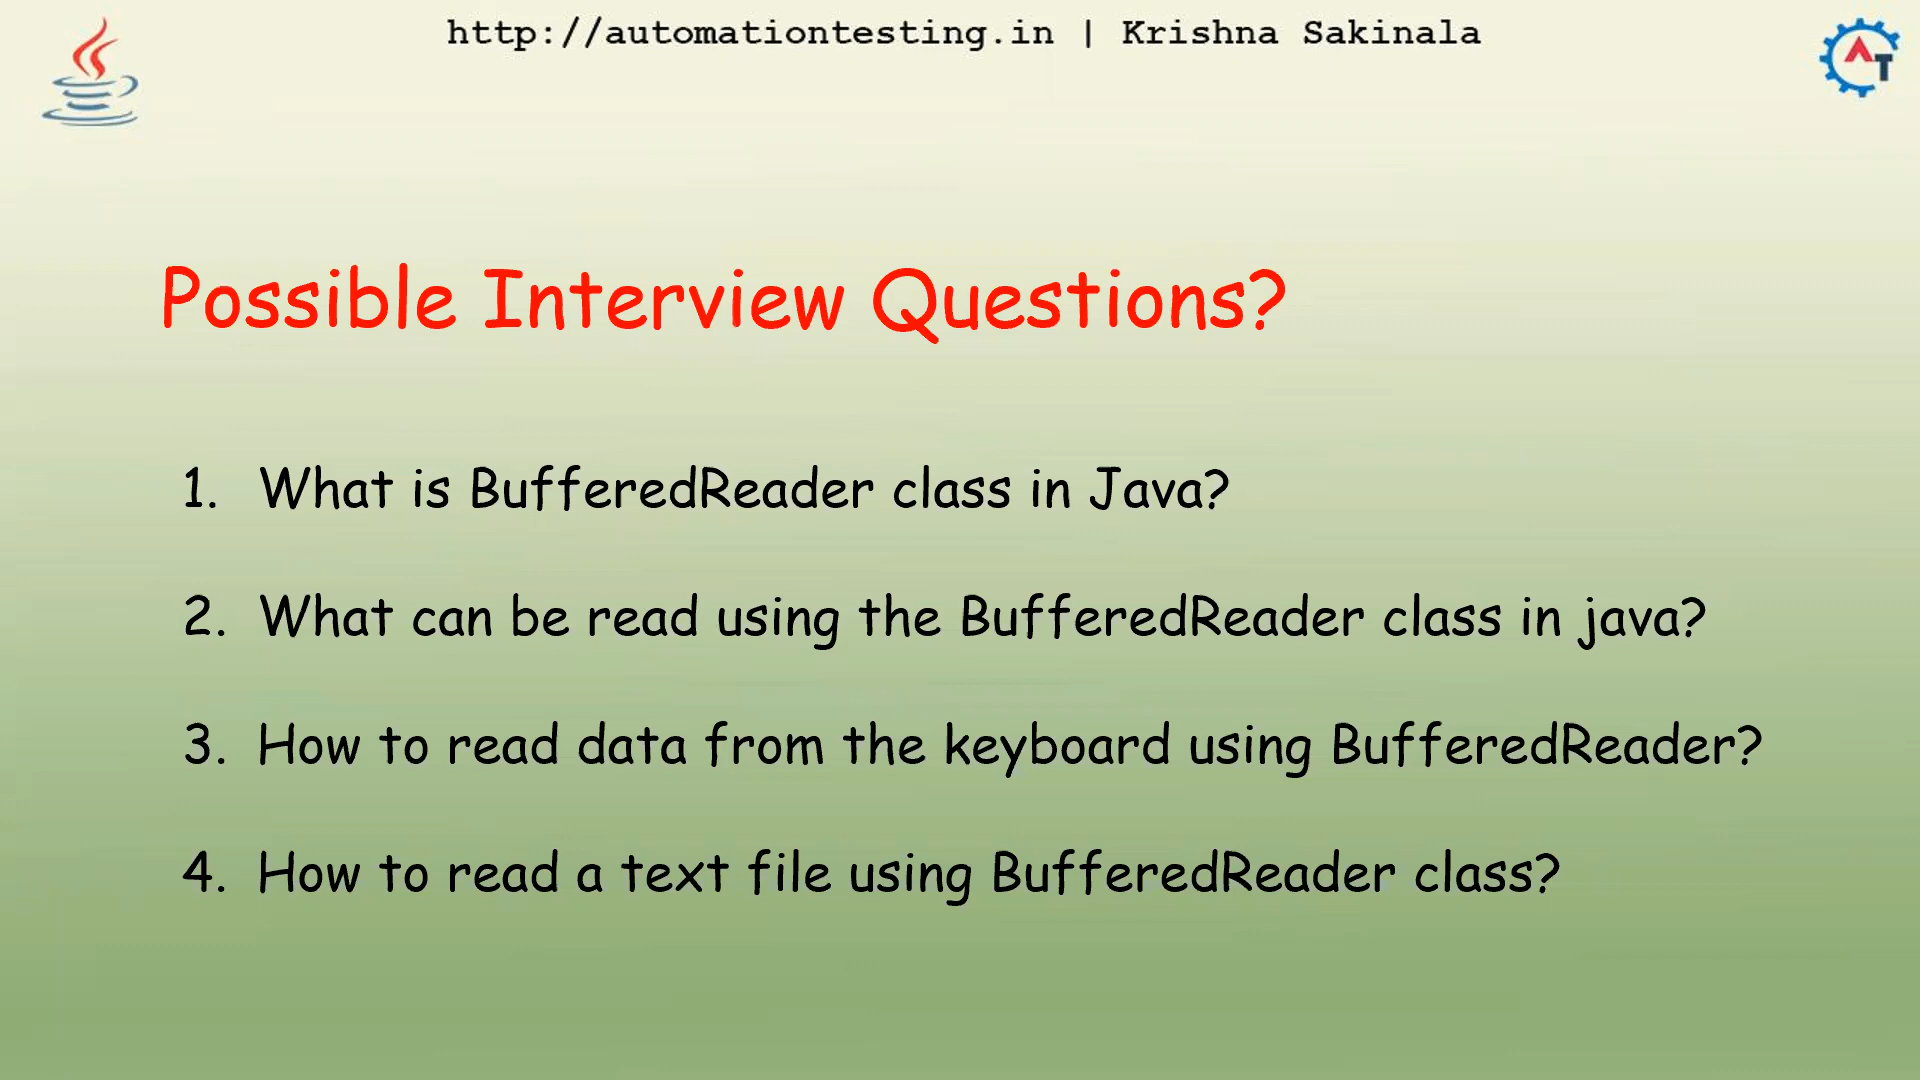 http://automationtesting.in | Krishna Sakinala
AT
Possible Interview Questions?
1. What is BufferedReader class in Java?
2. What can be read using the BufferedReader class in java?
3. How to read data from the keyboard using BufferedReader?
4. How to read a text file using BufferedReader class?